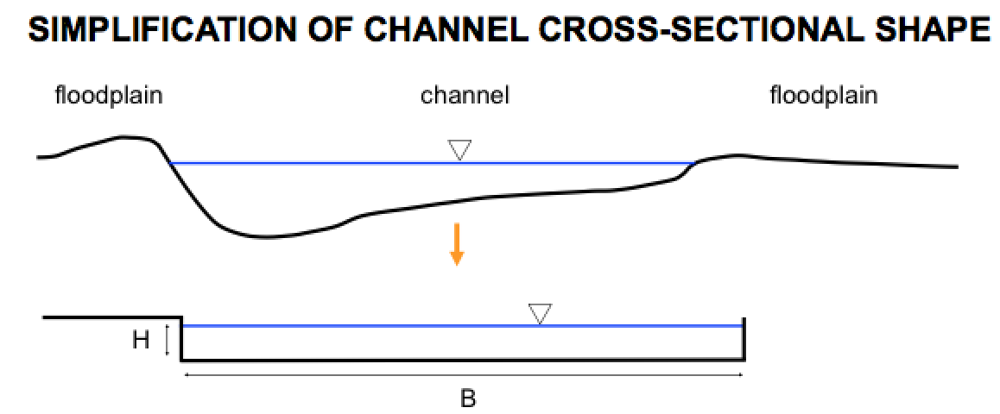 SIMPLIFICATION OF CHANNEL CROSS-SECTIONAL SHAPE
floodplain channel floodplain
H
B